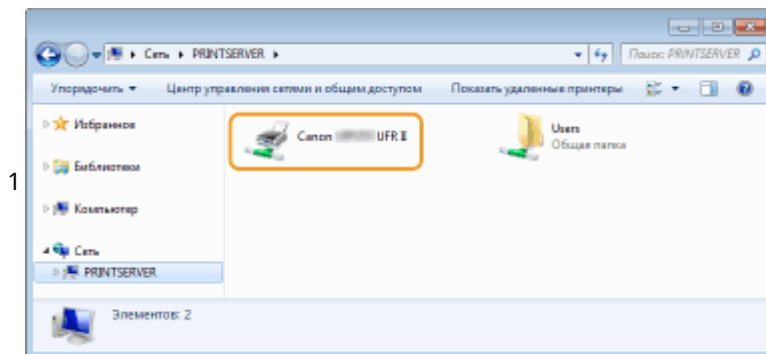 Сеть ▸ PRINTSERVER ▸
Поиск: PRINTSERVER
Упорядочить Центр управления сетями и общим доступом Показать удаленные принтеры
Избранное
Canon UFR II
Users
Общая папка
Библиотеки
1
Компьютер
Сеть
PRINTSERVER
Элементов: 2